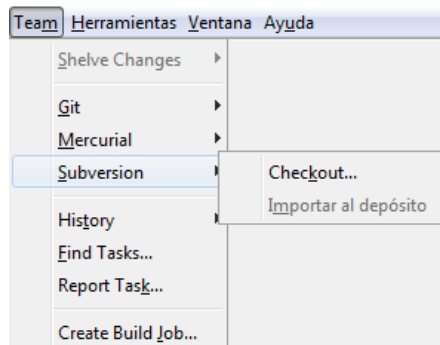 Team Herramientas Ventana Ayuda
Shelve Changes
Git
Mercurial
Subversion
Checkout...
Importar al depósito
History
Find Tasks...
Report Task...
Create Build Job...